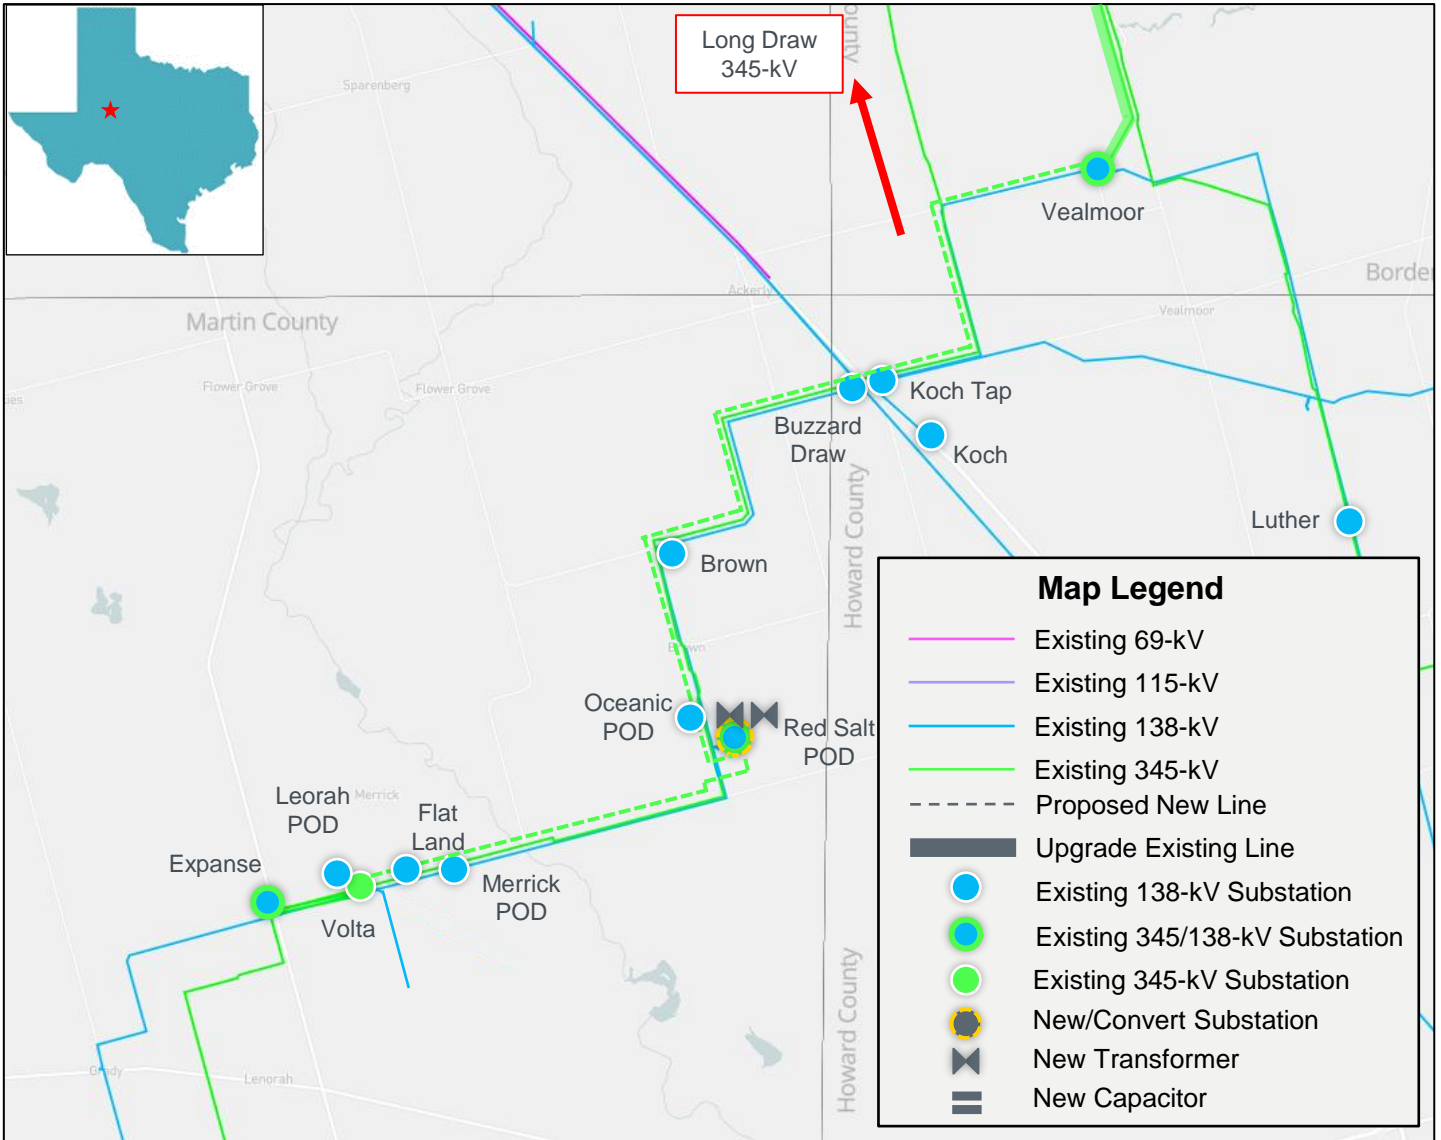 Long Draw
345-kV
ounty
Sparenberg
Vealmoor
Ackerly
Borde
Vealmoor
Martin County
Flower Grove
Flower Grove
ues
Koch Tap
Buzzard
Draw
Koch
Howard County
Luther
Brown
Brown
Oceanic
POD
Red Salt
POD
Leorah
POD
Merrick
Flat
Land
Expanse
Merrick
POD
Volta
Howard County
Grady
Lenorah
Map Legend
Existing 69-kV
Existing 115-kV
Existing 138-kV
Existing 345-kV
Proposed New Line
Upgrade Existing Line
Existing 138-kV Substation
Existing 345/138-kV Substation
Existing 345-kV Substation
New/Convert Substation
New Transformer
New Capacitor